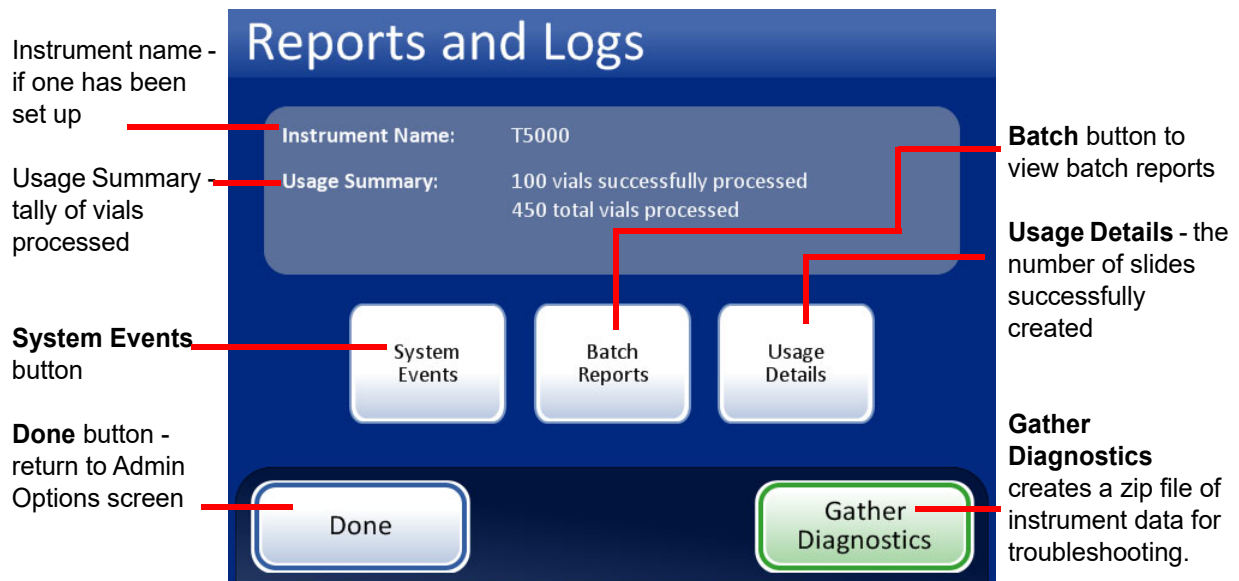 Reports and Logs
Instrument name -
if one has been
set up
Instrument Name: T5000
Usage Summary -
tally of vials
processed
Usage Summary: 100 vials successfully processed
450 total vials processed
Batch button to
view batch reports
Usage Details - the
number of slides
successfully
created
System Events
button
System
Events
Batch
Reports
Usage
Details
Done button -
return to Admin
Options screen
Done
Gather
Diagnostics
Gather
Diagnostics
creates a zip file of
instrument data for
troubleshooting.